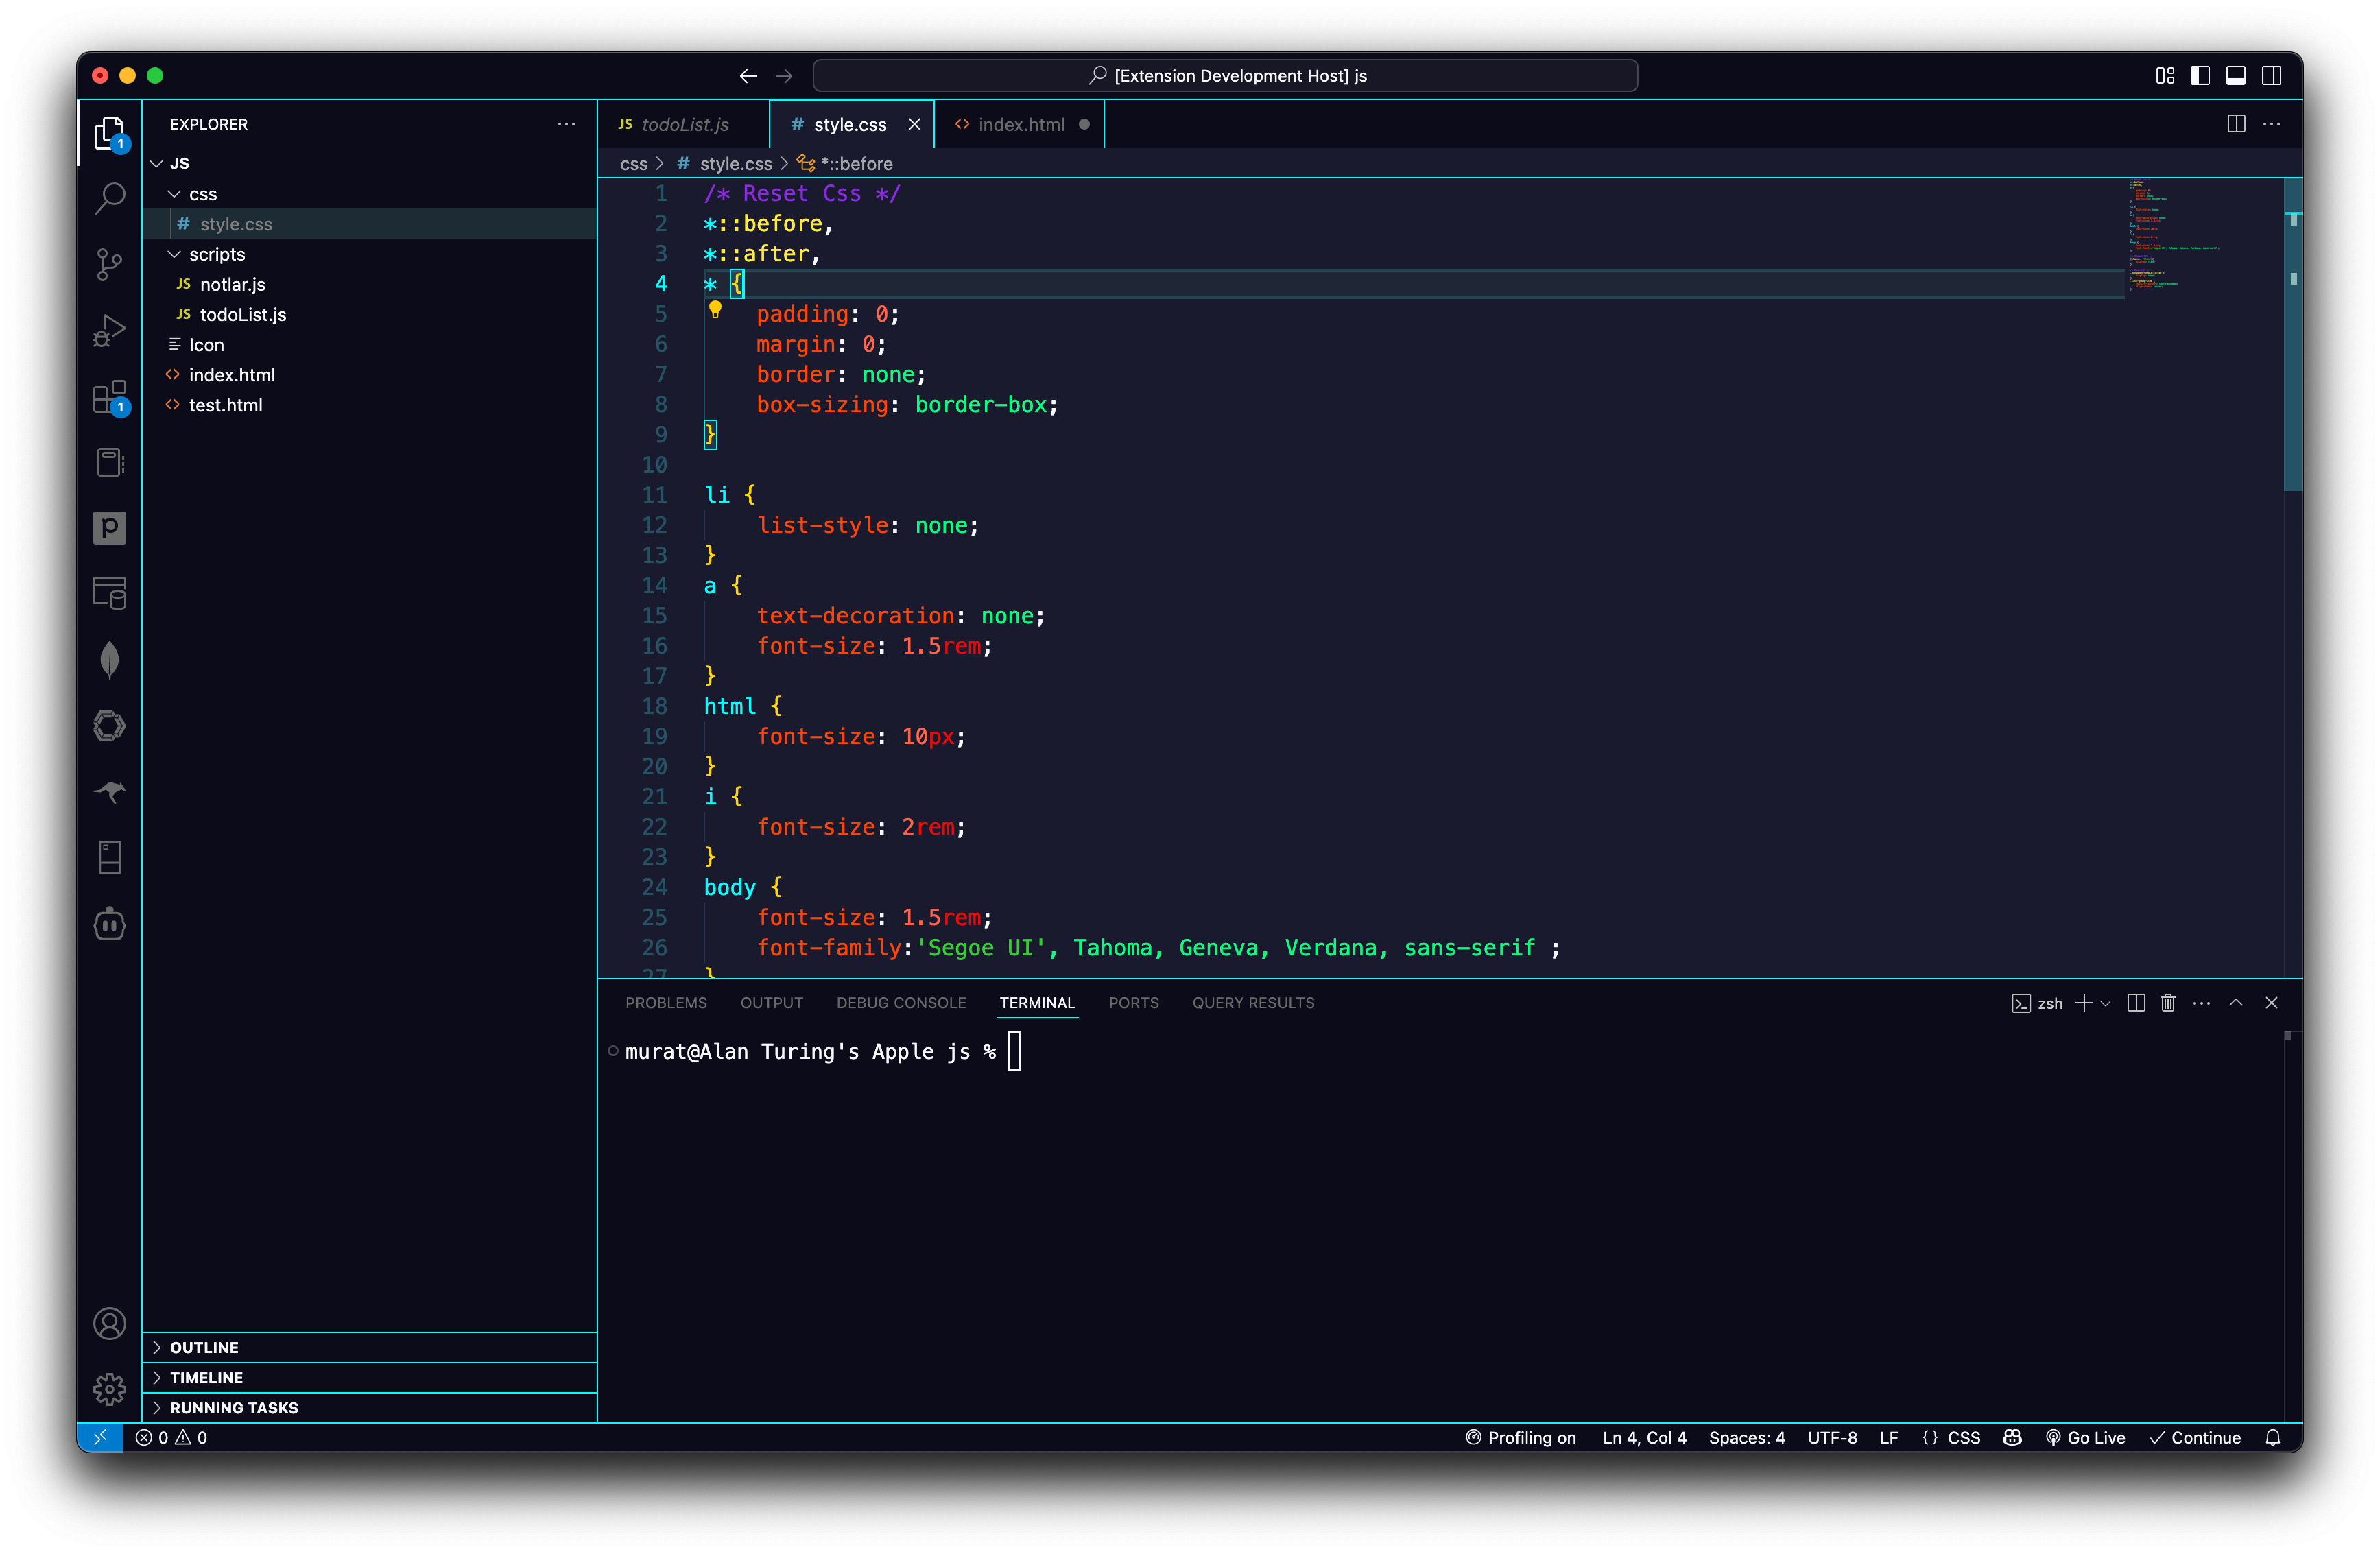 [Extension Development Host] js
EXPLORER
JS
css
# style.css
scripts
JS notlar.js
JS todoList.js
Icon
<> index.html
<> test.html
OUTLINE
TIMELINE
RUNNING TASKS
1
1
JS todoList.js
# style.css
<> index.html
css > # style.css > *::before
1 /* Reset Css */
2 *::before,
3 *::after,
4 * {
5     padding: 0;
6     margin: 0;
7     border: none;
8     box-sizing: border-box;
9 }
10
11 li {
12     list-style: none;
13 }
14 a {
15     text-decoration: none;
16     font-size: 1.5rem;
17 }
18 html {
19     font-size: 10px;
20 }
21 i {
22     font-size: 2rem;
23 }
24 body {
25     font-size: 1.5rem;
26     font-family:'Segoe UI', Tahoma, Geneva, Verdana, sans-serif ;
27 }
PROBLEMS OUTPUT DEBUG CONSOLE TERMINAL PORTS QUERY RESULTS
zsh
murat@Alan Turing's Apple js %
0 0
Profiling on Ln 4, Col 4 Spaces: 4 UTF-8 LF {} CSS Go Live Continue